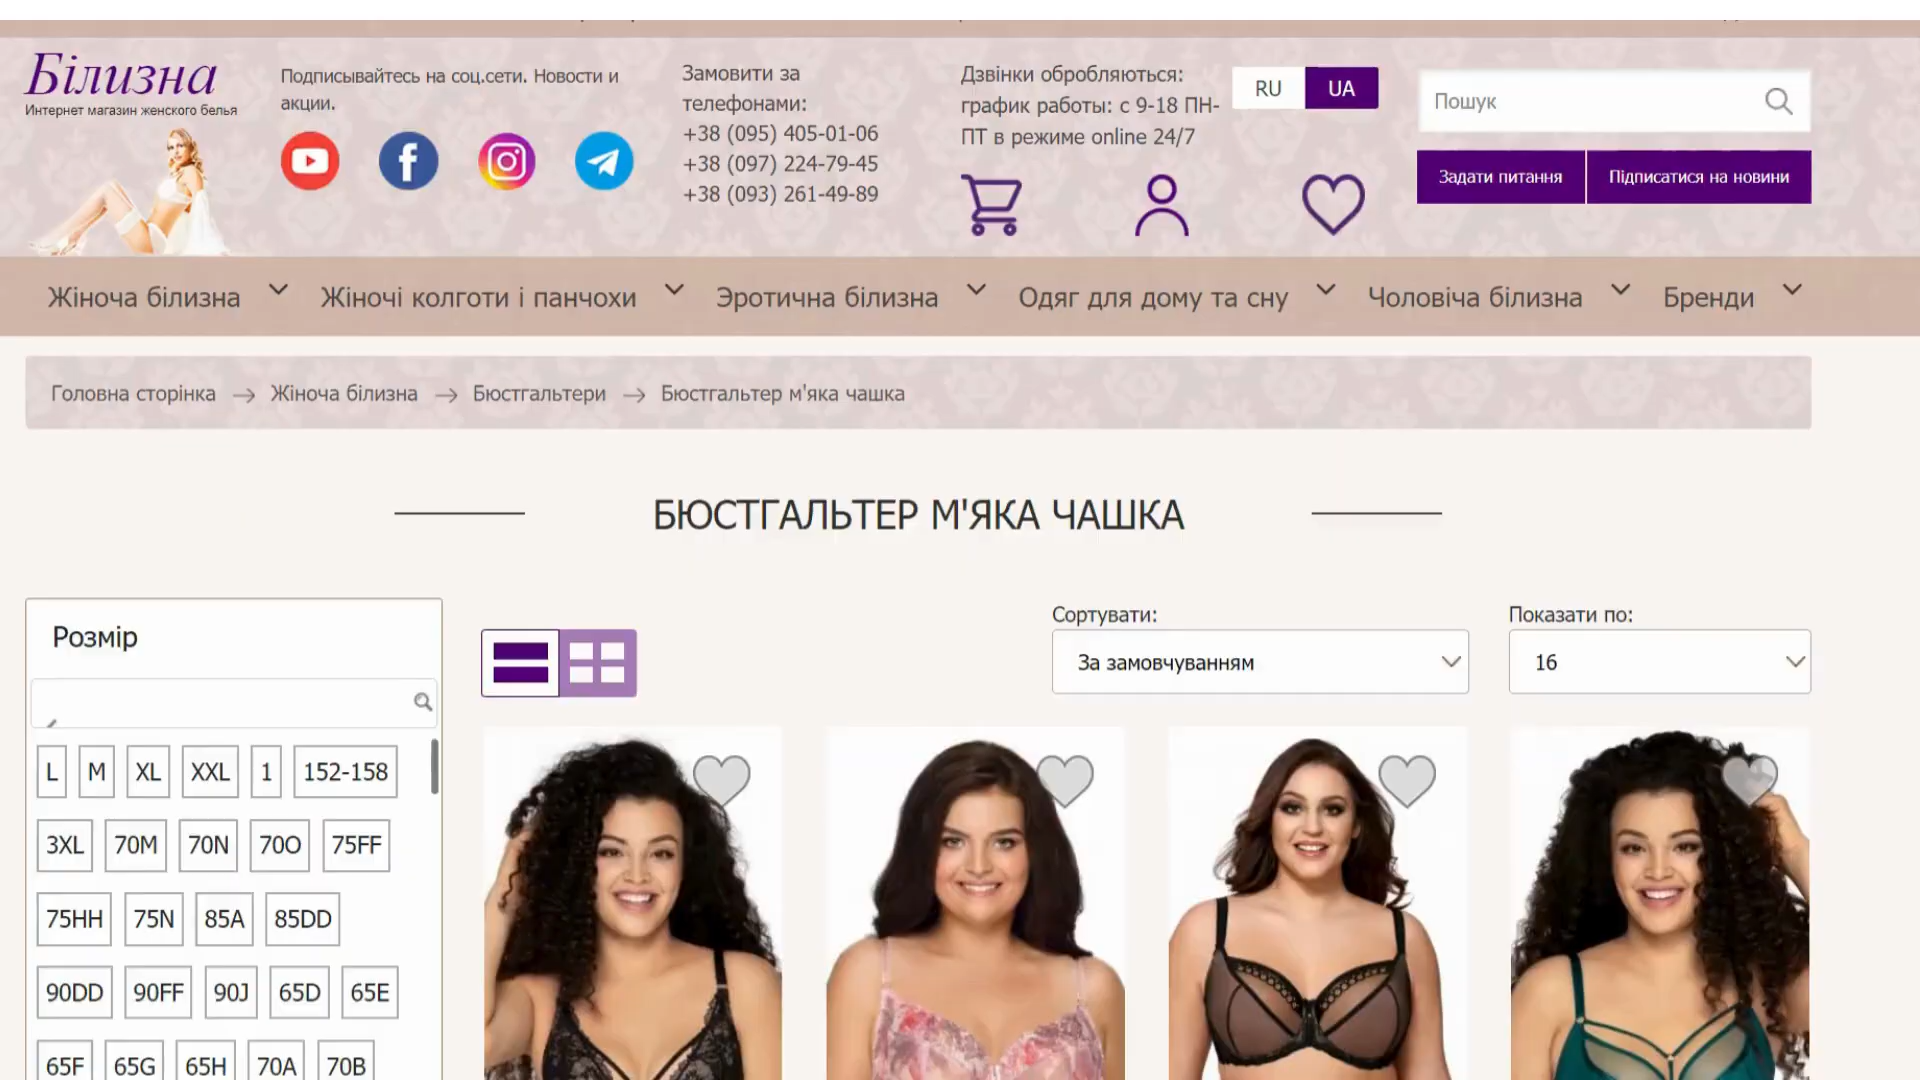 Білизна
Интернет магазин женского белья
Подписывайтесь на соц.сети. Новости и
акции.
Замовити за
телефонами:
+38 (095) 405-01-06
+38 (097) 224-79-45
+38 (093) 261-49-89
Дзвінки обробляються:
график работы: с 9-18 ПН-
ПТ в режиме online 24/7
RU
UA
Пошук
Задати питання
Підписатися на новини
Жіноча білизна
Жіночі колготи і панчохи
Эротична білизна
Одяг для дому та сну
Чоловіча білизна
Бренди
Головна сторінка
Жіноча білизна
Бюстгальтери
Бюстгальтер м'яка чашка
БЮСТГАЛЬТЕР М'ЯКА ЧАШКА
Розмір
Сортувати:
За замовчуванням
Показати по:
16
L M XL XXL 1 152-158
3XL 70M 70N 70O 75FF
75HH 75N 85A 85DD
90DD 90FF 90J 65D 65E
65F 65G 65H 70A 70B